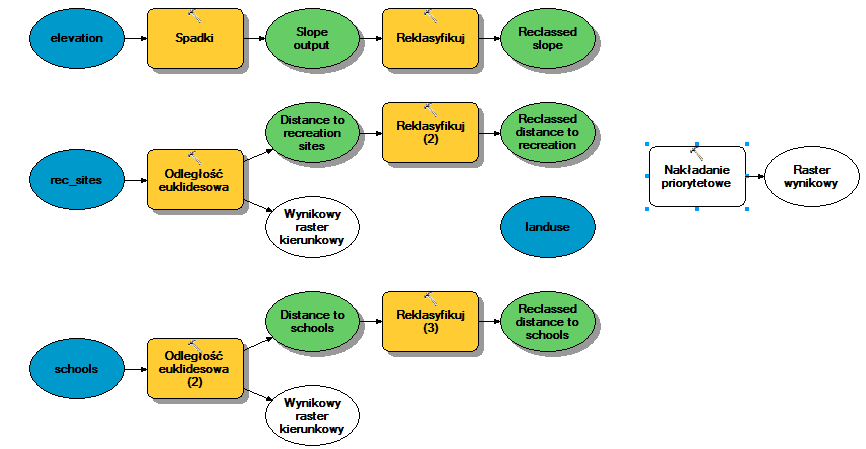 elevation
Spadki
Slope
output
Reklasyfikuj
Reclassed
slope
rec_sites
Odległość
euklidesowa
Distance to
recreation
sites
Reklasyfikuj
(2)
Reclassed
distance to
recreation
Wynikowy
raster
kierunkowy
landuse
Nakładanie
priorytetowe
Raster
wynikowy
schools
Odległość
euklidesowa
(2)
Distance to
schools
Reklasyfikuj
(3)
Reclassed
distance to
schools
Wynikowy
raster
kierunkowy